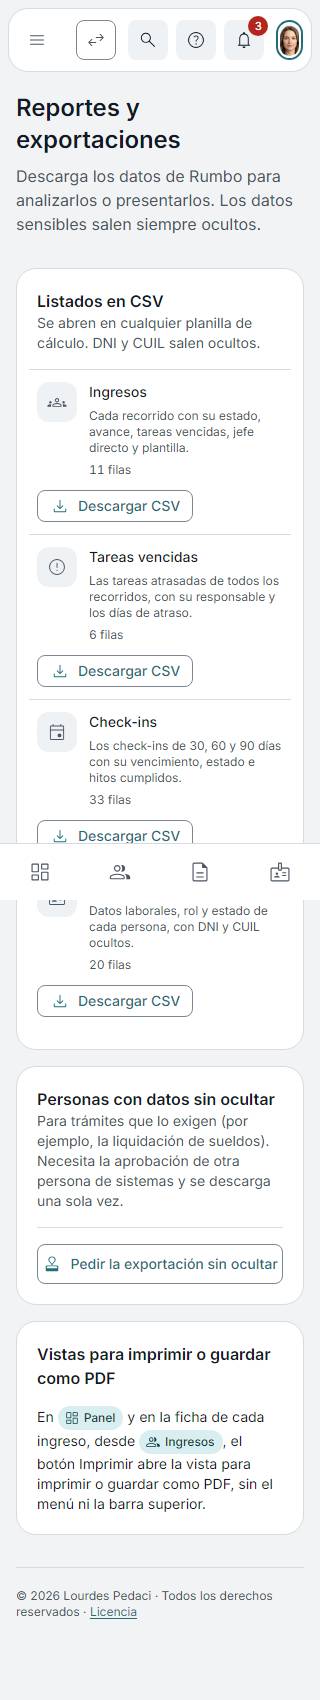 3
Reportes y
exportaciones
Descarga los datos de Rumbo para
analizarlos o presentarlos. Los datos
sensibles salen siempre ocultos.
Listados en CSV
Se abren en cualquier planilla de
cálculo. DNI y CUIL salen ocultos.
Ingresos
Cada recorrido con su estado,
avance, tareas vencidas, jefe
directo y plantilla.
11 filas
Descargar CSV
Tareas vencidas
Las tareas atrasadas de todos los
recorridos, con su responsable y
los días de atraso.
6 filas
Descargar CSV
Check-ins
Los check-ins de 30, 60 y 90 días
con su vencimiento, estado e
hitos cumplidos.
33 filas
Descargar CSV
Datos laborales, rol y estado de
cada persona, con DNI y CUIL
ocultos.
20 filas
Descargar CSV
Personas con datos sin ocultar
Para trámites que lo exigen (por
ejemplo, la liquidación de sueldos).
Necesita la aprobación de otra
persona de sistemas y se descarga
una sola vez.
Pedir la exportación sin ocultar
Vistas para imprimir o guardar
como PDF
En Panel y en la ficha de cada
ingreso, desde Ingresos, el
botón Imprimir abre la vista para
imprimir o guardar como PDF, sin el
menú ni la barra superior.
© 2026 Lourdes Pedaci · Todos los derechos
reservados · Licencia